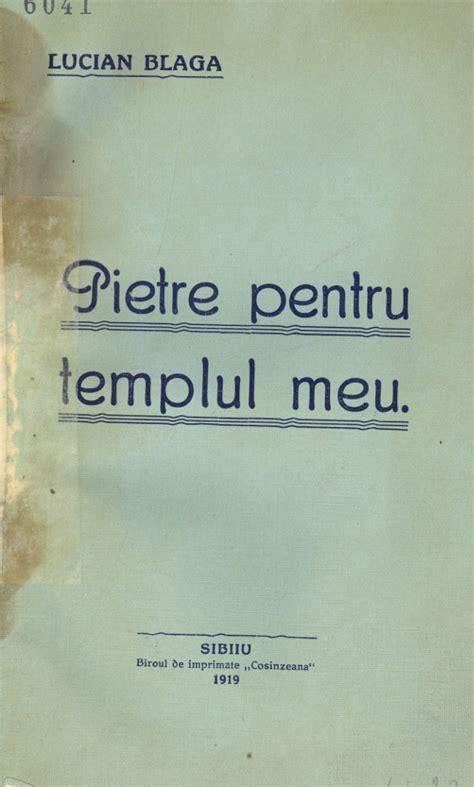 6041
LUCIAN BLAGA
Pietre pentru
templul meu.
SIBIIU
Biroul de imprimate „Cosinzeana“
1919